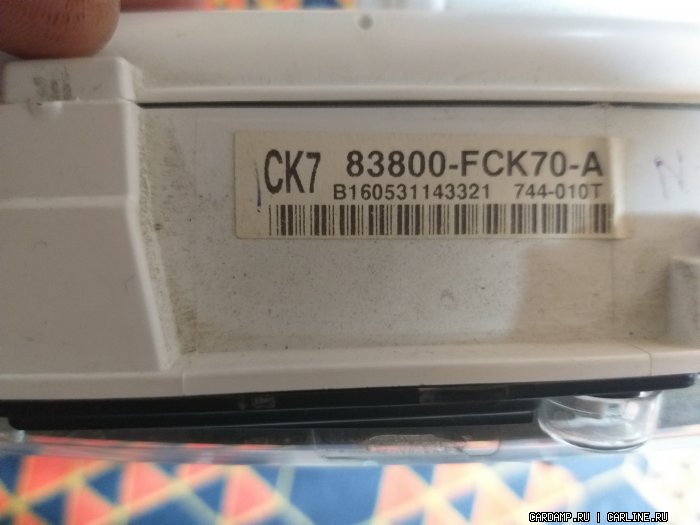 CK7 83800-FCK70-A
B160531143321 744-010T
N
CARDAMP.RU | CARLINE.RU